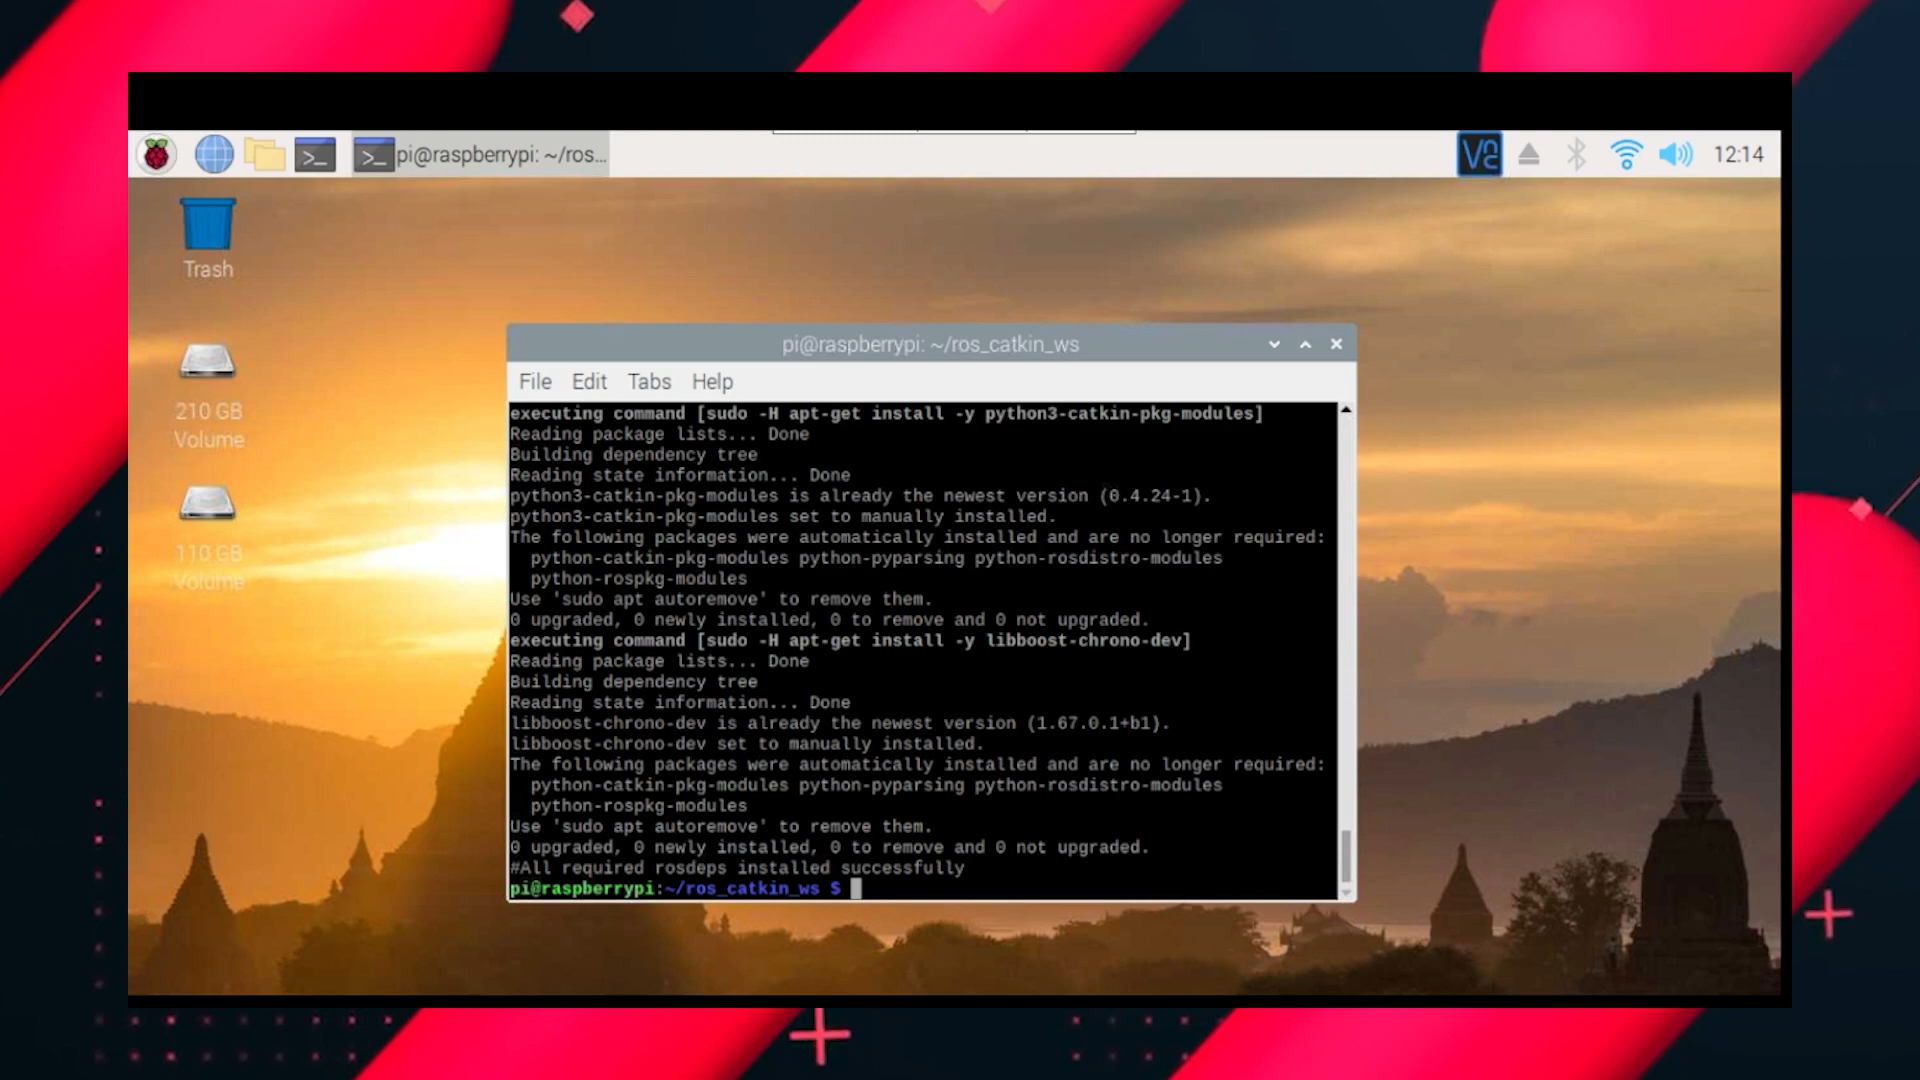 pi@raspberrypi: ~/ros...
VNC
12:14
Trash
210 GB
Volume
110 GB
Volume
pi@raspberrypi: ~/ros_catkin_ws
File Edit Tabs Help
executing command [sudo -H apt-get install -y python3-catkin-pkg-modules]
Reading package lists... Done
Building dependency tree
Reading state information... Done
python3-catkin-pkg-modules is already the newest version (0.4.24-1).
python3-catkin-pkg-modules set to manually installed.
The following packages were automatically installed and are no longer required:
  python-catkin-pkg-modules python-pyparsing python-rosdistro-modules
  python-rospkg-modules
Use 'sudo apt autoremove' to remove them.
0 upgraded, 0 newly installed, 0 to remove and 0 not upgraded.
executing command [sudo -H apt-get install -y libboost-chrono-dev]
Reading package lists... Done
Building dependency tree
Reading state information... Done
libboost-chrono-dev is already the newest version (1.67.0.1+b1).
libboost-chrono-dev set to manually installed.
The following packages were automatically installed and are no longer required:
  python-catkin-pkg-modules python-pyparsing python-rosdistro-modules
  python-rospkg-modules
Use 'sudo apt autoremove' to remove them.
0 upgraded, 0 newly installed, 0 to remove and 0 not upgraded.
#All required rosdeps installed successfully
pi@raspberrypi:~/ros_catkin_ws $